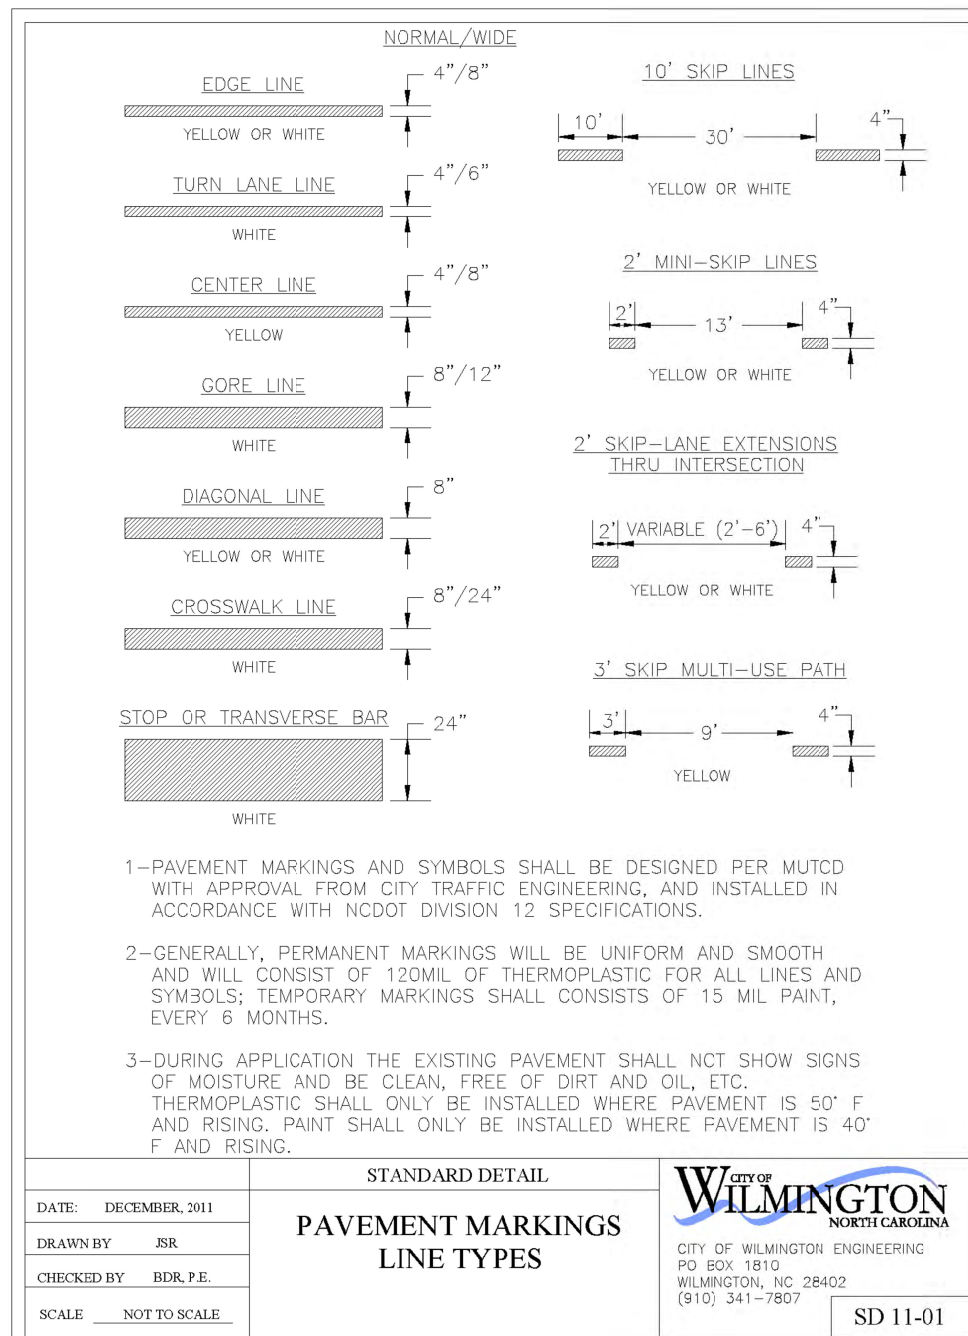 NORMAL/WIDE
EDGE LINE
4"/8"
YELLOW OR WHITE
TURN LANE LINE
4"/6"
WHITE
CENTER LINE
4"/8"
YELLOW
GORE LINE
8"/12"
WHITE
DIAGONAL LINE
8"
YELLOW OR WHITE
CROSSWALK LINE
8"/24"
WHITE
STOP OR TRANSVERSE BAR
24"
WHITE
10' SKIP LINES
10'
30'
4"
YELLOW OR WHITE
2' MINI-SKIP LINES
2'
13'
4"
YELLOW OR WHITE
2' SKIP-LANE EXTENSIONS
THRU INTERSECTION
2'
VARIABLE (2'-6')
4"
YELLOW OR WHITE
3' SKIP MULTI-USE PATH
3'
9'
4"
YELLOW
1-PAVEMENT MARKINGS AND SYMBOLS SHALL BE DESIGNED PER MUTCD
WITH APPROVAL FROM CITY TRAFFIC ENGINEERING, AND INSTALLED IN
ACCORDANCE WITH NCDOT DIVISION 12 SPECIFICATIONS.
2-GENERALLY, PERMANENT MARKINGS WILL BE UNIFORM AND SMOOTH
AND WILL CONSIST OF 120MIL OF THERMOPLASTIC FOR ALL LINES AND
SYMBOLS; TEMPORARY MARKINGS SHALL CONSISTS OF 15 MIL PAINT,
EVERY 6 MONTHS.
3-DURING APPLICATION THE EXISTING PAVEMENT SHALL NOT SHOW SIGNS
OF MOISTURE AND BE CLEAN, FREE OF DIRT AND OIL, ETC.
THERMOPLASTIC SHALL ONLY BE INSTALLED WHERE PAVEMENT IS 50° F
AND RISING. PAINT SHALL ONLY BE INSTALLED WHERE PAVEMENT IS 40°
F AND RISING.
DATE: DECEMBER, 2011
DRAWN BY JSR
CHECKED BY BDR, P.E.
SCALE NOT TO SCALE
STANDARD DETAIL
PAVEMENT MARKINGS
LINE TYPES
CITY OF
WILMINGTON
NORTH CAROLINA
CITY OF WILMINGTON ENGINEERING
PO BOX 1810
WILMINGTON, NC 28402
(910) 341-7807
SD 11-01